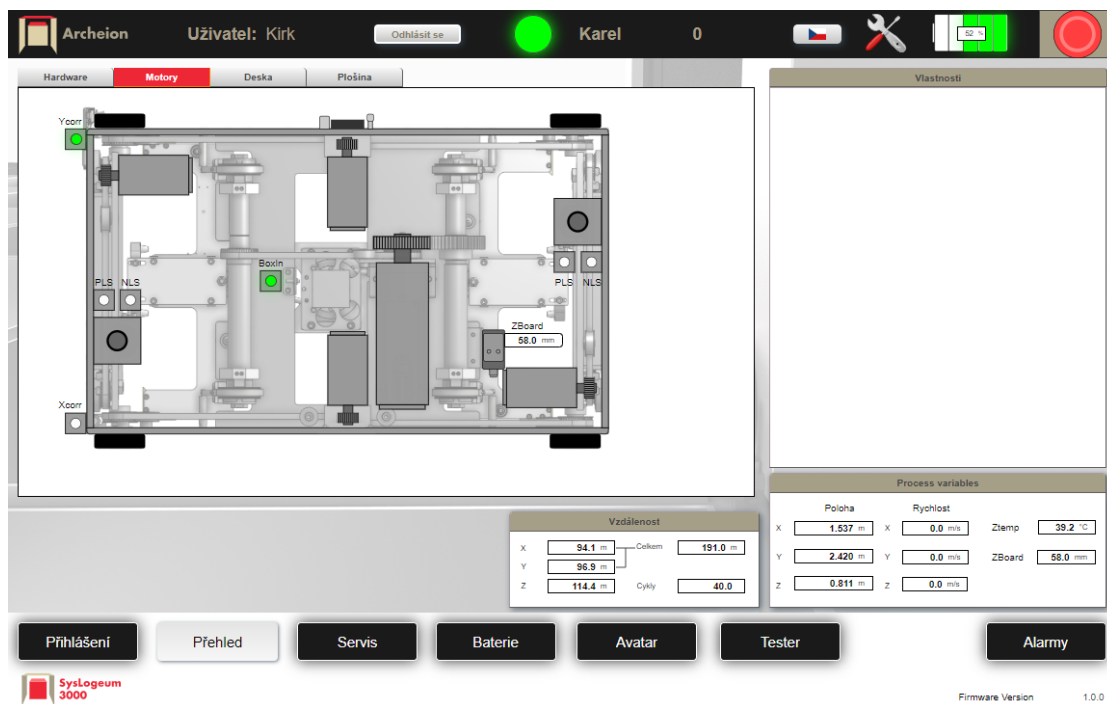 Archeion Uživatel: Kirk Odhlásit se Karel 0 52 %
Hardware Motory Deska Plošina
Vlastnosti
Ycorr
BoxIn
PLS NLS
PLS NLS
ZBoard
58.0 mm
Xcorr
Process variables
Poloha Rychlost
X 1.537 m X 0.0 m/s Ztemp 39.2 °C
Y 2.420 m Y 0.0 m/s ZBoard 58.0 mm
Z 0.811 m Z 0.0 m/s
Vzdálenost
X 94.1 m Celkem 191.0 m
Y 96.9 m
Z 114.4 m Cykly 40.0
Přihlášení Přehled Servis Baterie Avatar Tester Alarmy
SysLogeum
3000
Firmware Version 1.0.0